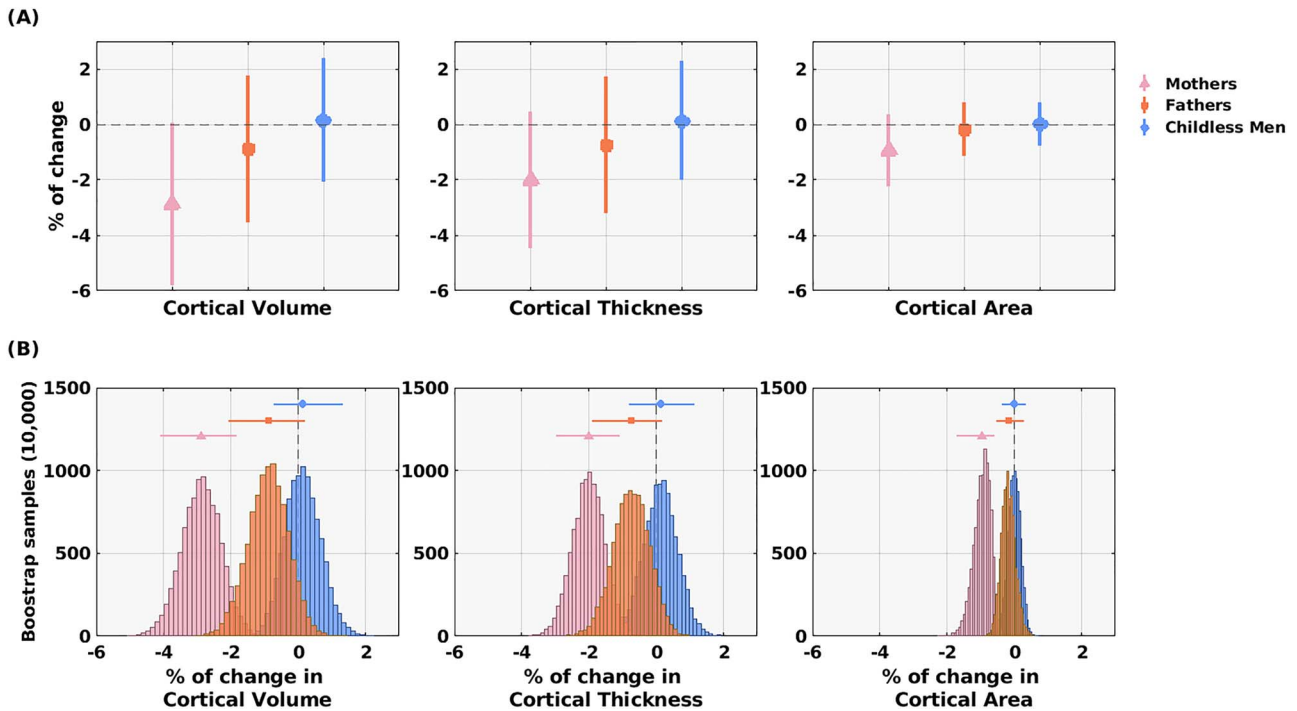 (A)
% of change
2
0
-2
-4
-6
Cortical Volume
2
0
-2
-4
-6
Cortical Thickness
2
0
-2
-4
-6
Cortical Area
Mothers
Fathers
Childless Men
(B)
Boostrap samples (10,000)
1500
1000
500
0
-6 -4 -2 0 2
% of change in
Cortical Volume
1500
1000
500
0
-6 -4 -2 0 2
% of change in
Cortical Thickness
1500
1000
500
0
-6 -4 -2 0 2
% of change in
Cortical Area